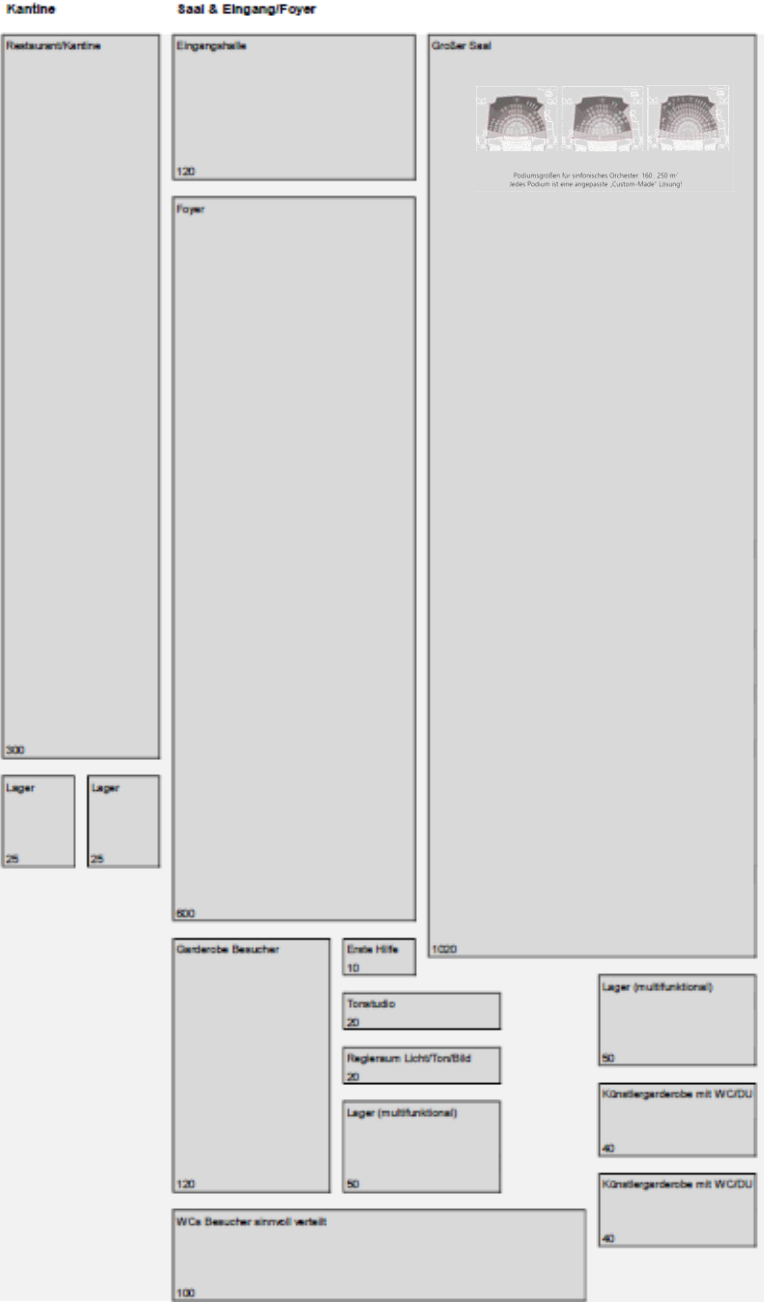 Kantine
Saal & Eingang/Foyer
Restaurant/Kantine
300
Lager
25
Lager
25
Eingangshalle
120
Foyer
600
Großer Saal
Podiumsgrößen für sinfonisches Orchester: 160...250 m²
Jedes Podium ist eine angepasste „Custom-Made" Lösung!
1020
Garderobe Besucher
120
Erste Hilfe
10
Tonstudio
20
Regieraum Licht/Ton/Bild
20
Lager (multifunktional)
50
Lager (multifunktional)
50
Künstlergarderobe mit WC/DU
40
Künstlergarderobe mit WC/DU
40
WCs Besucher sinnvoll verteilt
100